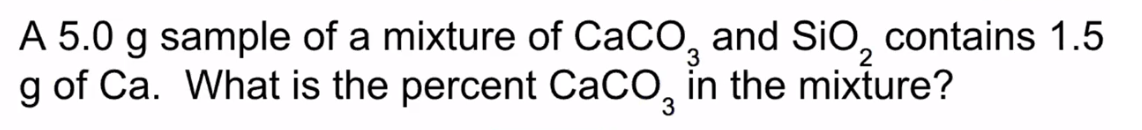 A 5.0 g sample of a mixture of CaCO₃ and SiO₂ contains 1.5
g of Ca.  What is the percent CaCO₃ in the mixture?